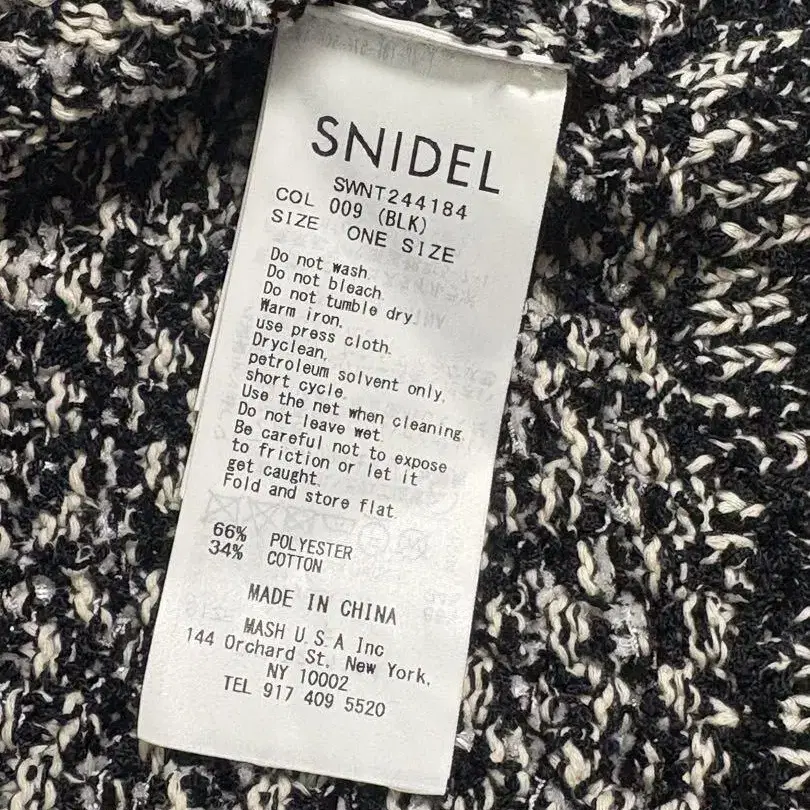 SNIDEL
SWNT244184
COL 009 (BLK)
SIZE ONE SIZE
Do not wash.
Do not bleach.
Do not tumble dry.
Warm iron,
use press cloth.
Dryclean,
petroleum solvent only,
short cycle.
Use the net when cleaning.
Do not leave wet.
Be careful not to expose
to friction or let it
get caught.
Fold and store flat.
66% POLYESTER
34% COTTON
MADE IN CHINA
MASH U.S.A Inc
144 Orchard St. New York,
NY 10002
TEL 917 409 5520